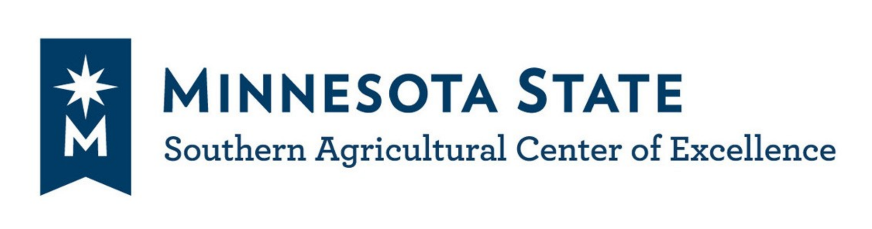 M
MINNESOTA STATE
Southern Agricultural Center of Excellence